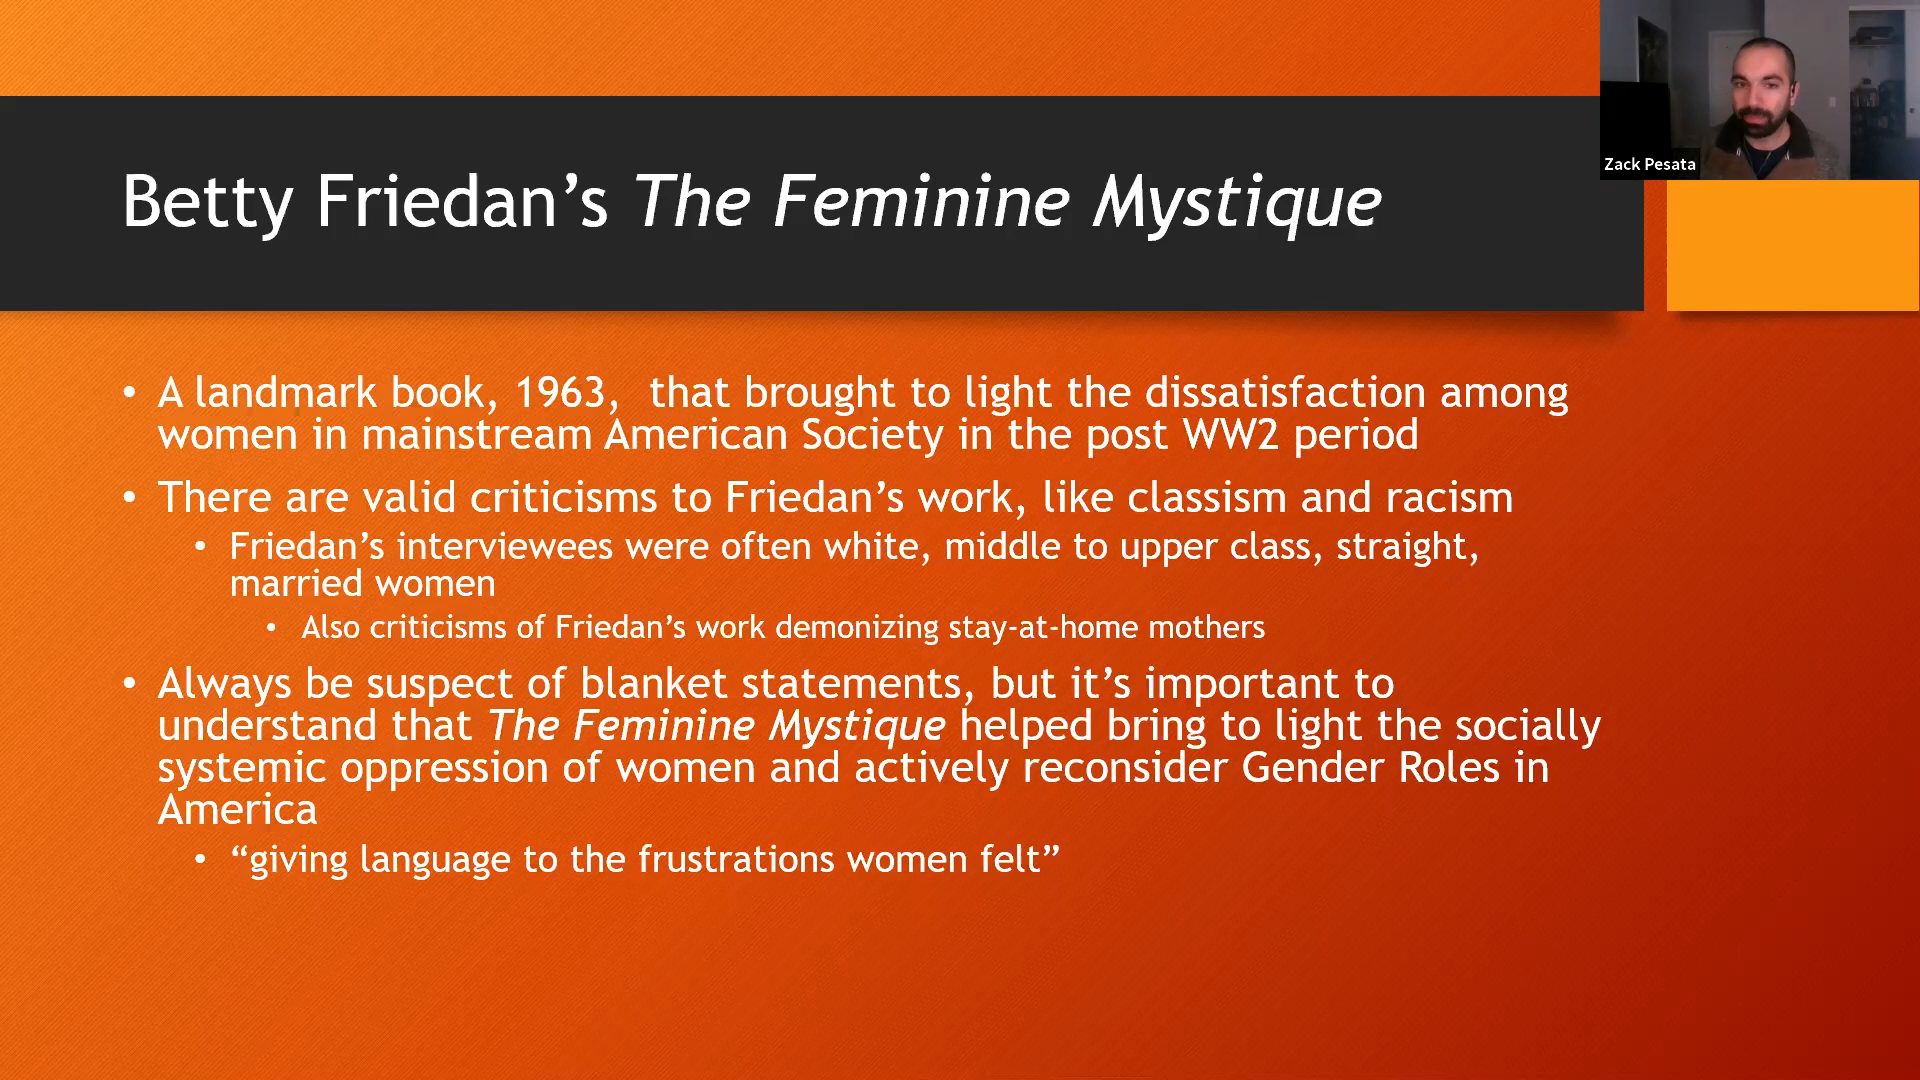 Zack Pesata
Betty Friedan’s The Feminine Mystique
• A landmark book, 1963,  that brought to light the dissatisfaction among
women in mainstream American Society in the post WW2 period
• There are valid criticisms to Friedan’s work, like classism and racism
• Friedan’s interviewees were often white, middle to upper class, straight,
married women
• Also criticisms of Friedan’s work demonizing stay-at-home mothers
• Always be suspect of blanket statements, but it’s important to
understand that The Feminine Mystique helped bring to light the socially
systemic oppression of women and actively reconsider Gender Roles in
America
• “giving language to the frustrations women felt”